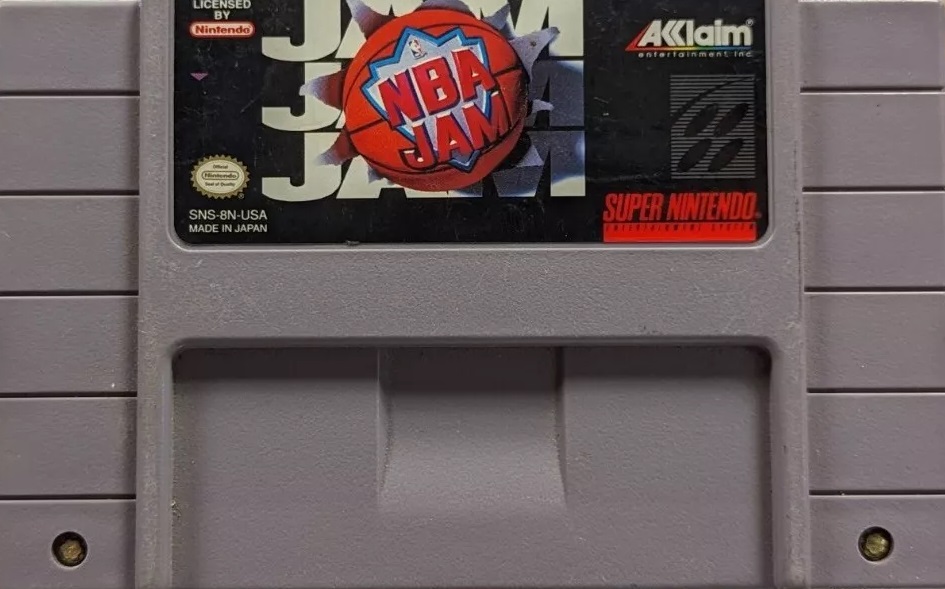 LICENSED
BY
Nintendo
JAM
JAM
JAM
NBA
JAM
AKKlaim®
entertainment, inc.
Official
Nintendo
Seal of Quality
SNS-8N-USA
MADE IN JAPAN
SUPER NINTENDO
ENTERTAINMENT SYSTEM